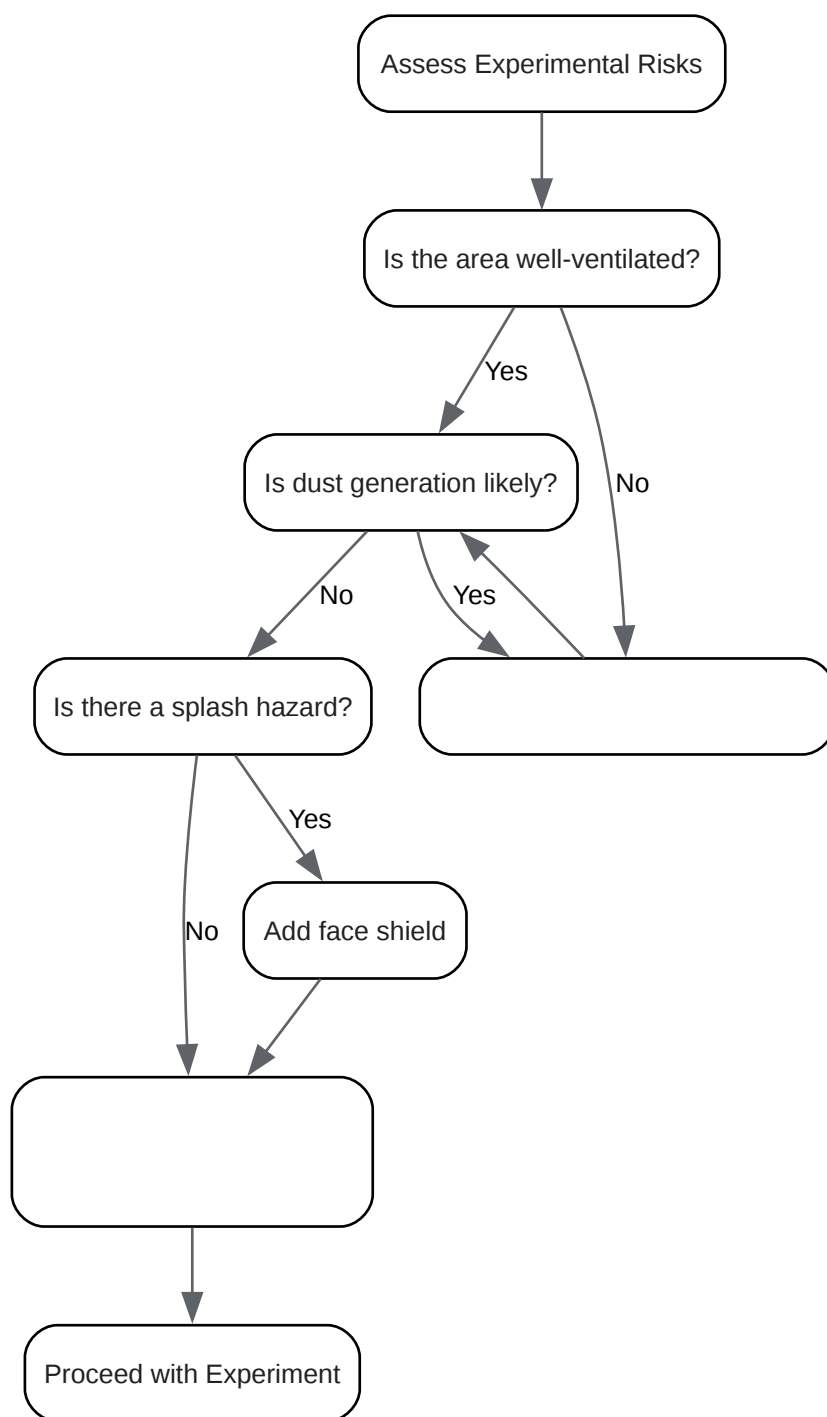 Assess Experimental Risks
Is the area well-ventilated?
Yes
Is dust generation likely?
No
No
Yes
Is there a splash hazard?
Yes
No
Add face shield
Proceed with Experiment